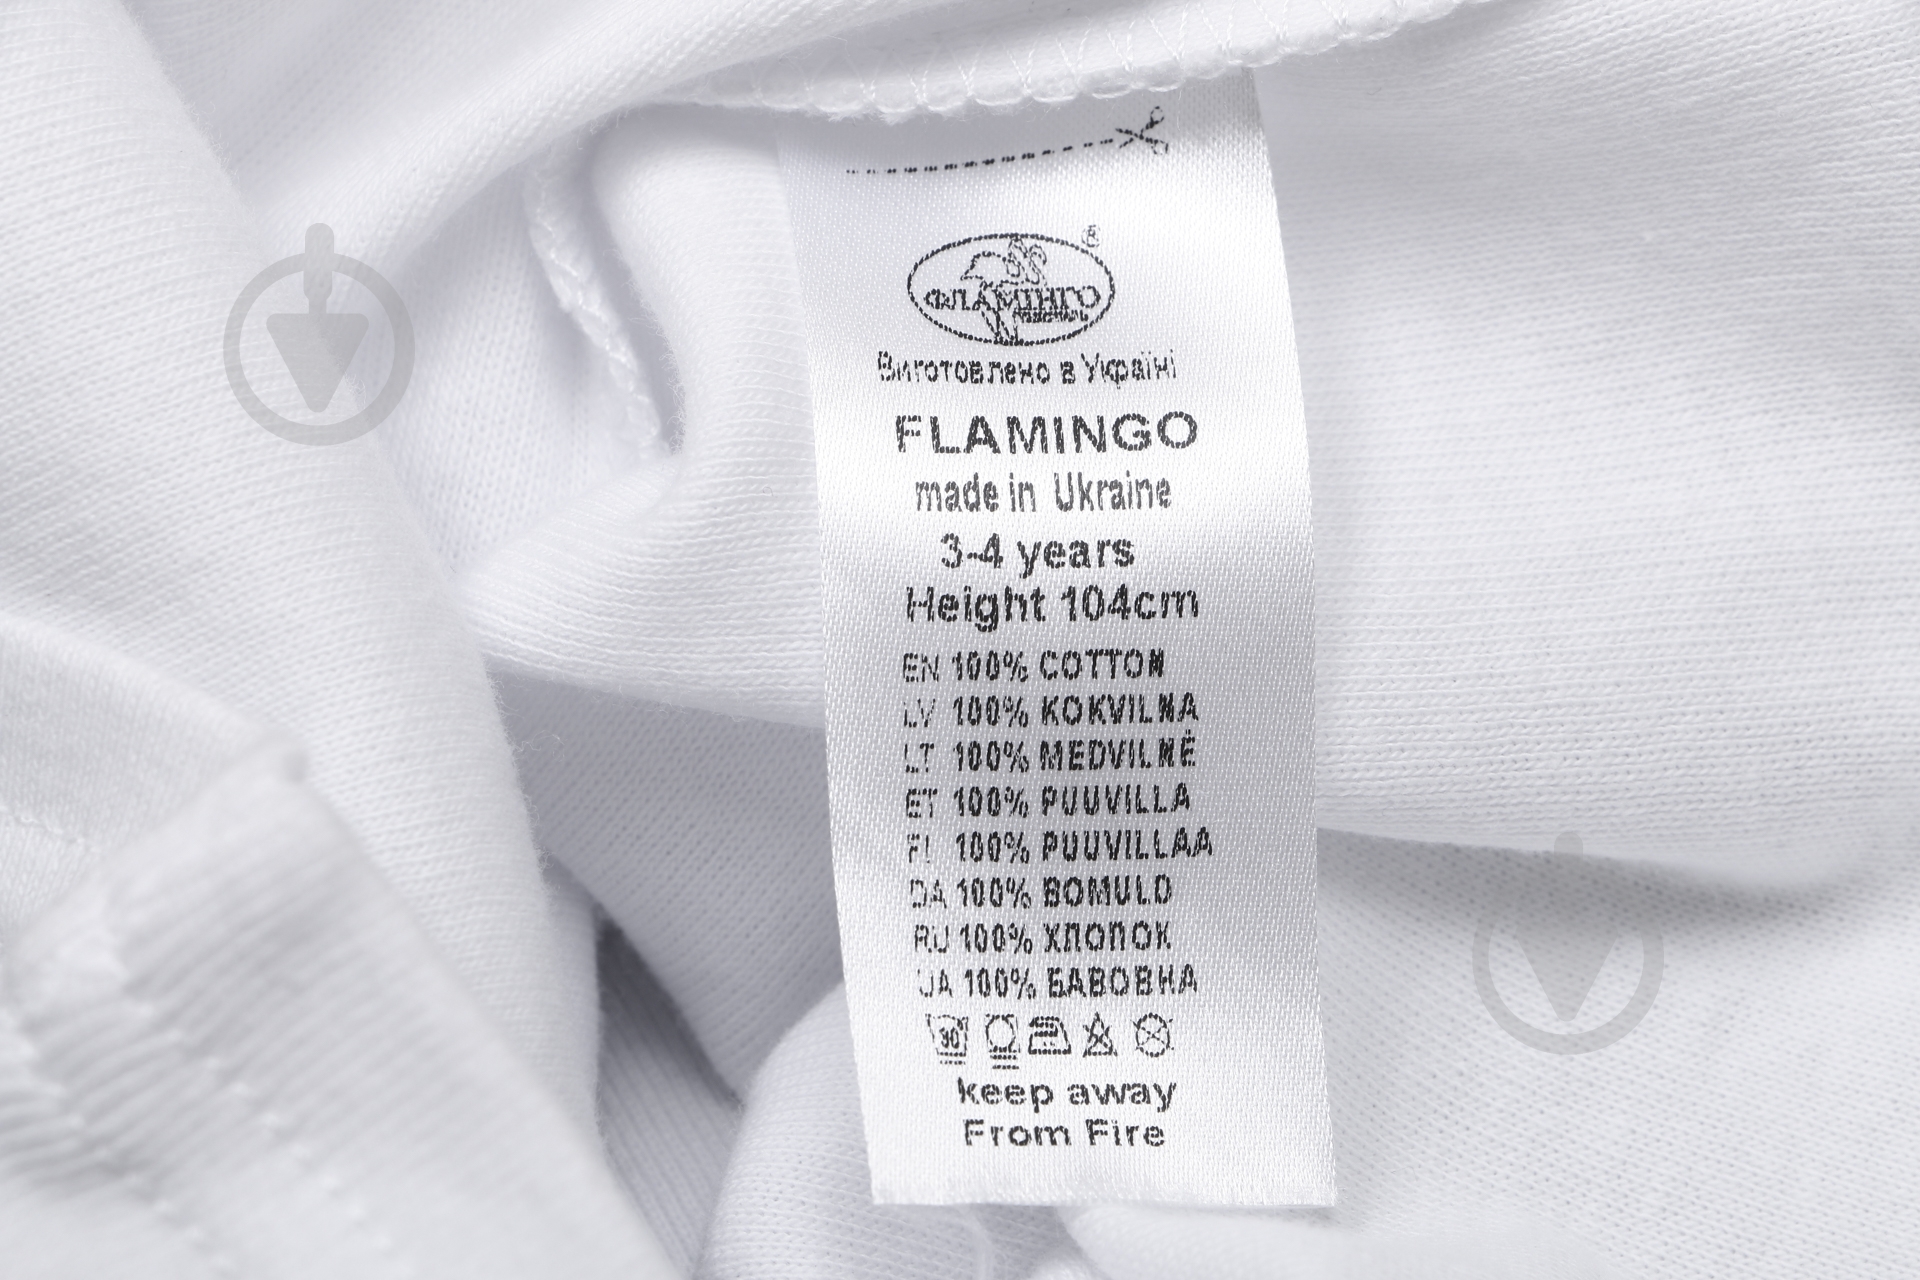 ®
ФЛАМІНГО
Виготовлено в Україні
FLAMINGO
made in Ukraine
3-4 years
Height 104cm
EN 100% COTTON
LV 100% KOKVILNA
LT 100% MEDVILNĖ
ET 100% PUUVILLA
FI 100% PUUVILLAA
DA 100% BOMULD
RU 100% ХЛОПОК
UA 100% БАВОВНА
30
keep away
From Fire